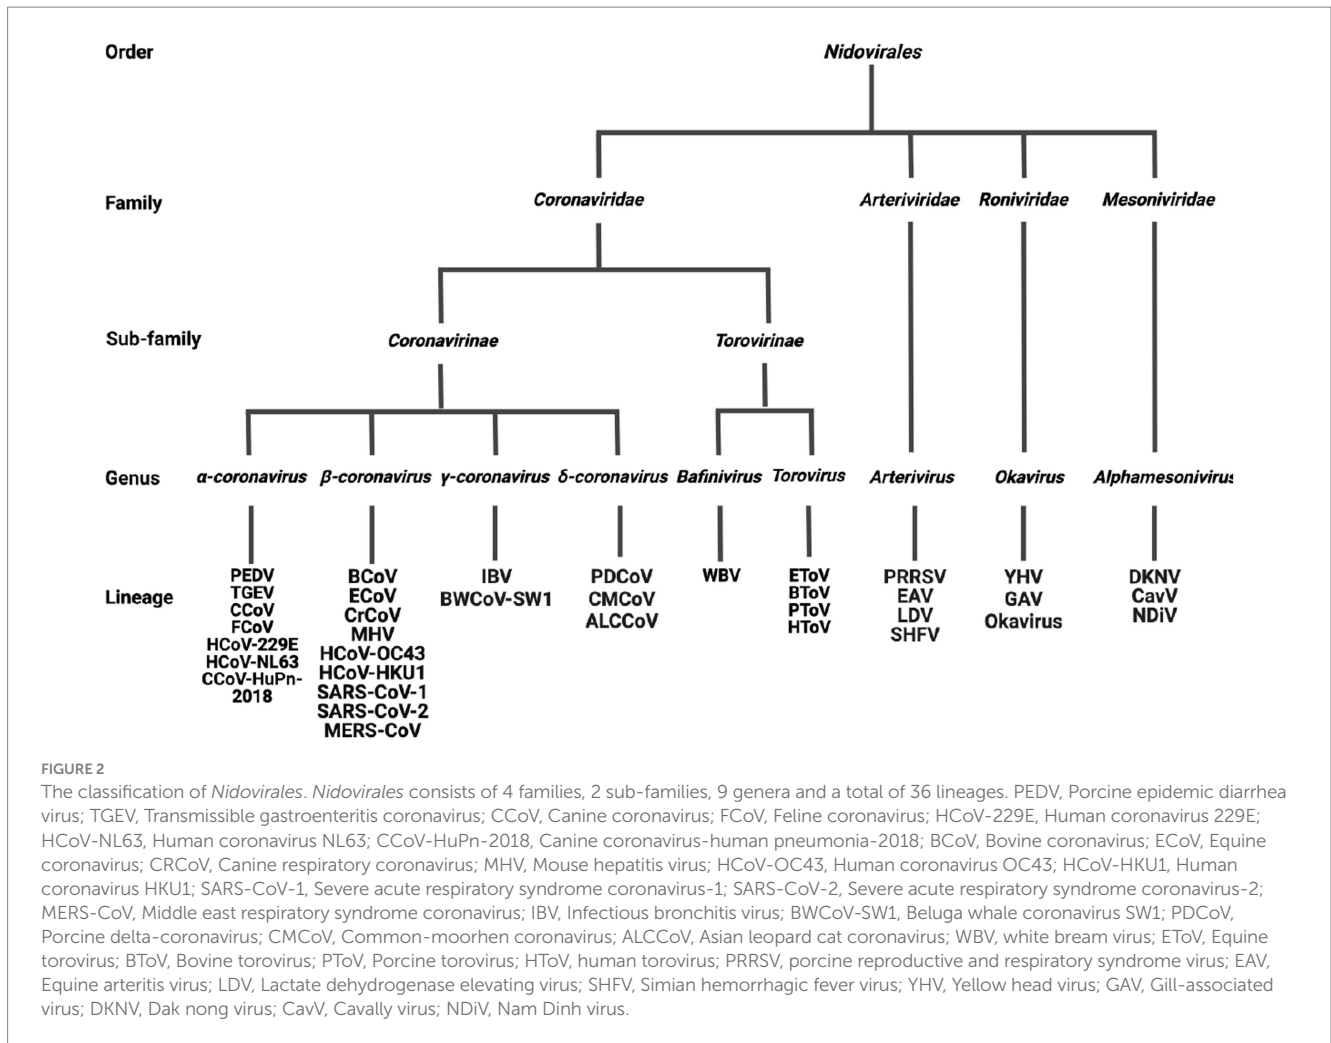 Order
Nidovirales
Family
Coronaviridae
Arteriviridae
Roniviridae
Mesoniviridae
Sub-family
Coronavirinae
Torovirinae
Genus
α-coronavirus
β-coronavirus
γ-coronavirus
δ-coronavirus
Bafinivirus
Torovirus
Arterivirus
Okavirus
Alphamesonivirus
Lineage
PEDV
TGEV
CCoV
FCoV
HCoV-229E
HCoV-NL63
CCoV-HuPn-
2018
BCoV
ECoV
CrCoV
MHV
HCoV-OC43
HCoV-HKU1
SARS-CoV-1
SARS-CoV-2
MERS-CoV
IBV
BWCoV-SW1
PDCoV
CMCoV
ALCCoV
WBV
EToV
BToV
PToV
HToV
PRRSV
EAV
LDV
SHFV
YHV
GAV
Okavirus
DKNV
CavV
NDiV
FIGURE 2
The classification of Nidovirales. Nidovirales consists of 4 families, 2 sub-families, 9 genera and a total of 36 lineages. PEDV, Porcine epidemic diarrhea
virus; TGEV, Transmissible gastroenteritis coronavirus; CCoV, Canine coronavirus; FCoV, Feline coronavirus; HCoV-229E, Human coronavirus 229E;
HCoV-NL63, Human coronavirus NL63; CCoV-HuPn-2018, Canine coronavirus-human pneumonia-2018; BCoV, Bovine coronavirus; ECoV, Equine
coronavirus; CRCoV, Canine respiratory coronavirus; MHV, Mouse hepatitis virus; HCoV-OC43, Human coronavirus OC43; HCoV-HKU1, Human
coronavirus HKU1; SARS-CoV-1, Severe acute respiratory syndrome coronavirus-1; SARS-CoV-2, Severe acute respiratory syndrome coronavirus-2;
MERS-CoV, Middle east respiratory syndrome coronavirus; IBV, Infectious bronchitis virus; BWCoV-SW1, Beluga whale coronavirus SW1; PDCoV,
Porcine delta-coronavirus; CMCoV, Common-moorhen coronavirus; ALCCoV, Asian leopard cat coronavirus; WBV, white bream virus; EToV, Equine
torovirus; BToV, Bovine torovirus; PToV, Porcine torovirus; HToV, human torovirus; PRRSV, porcine reproductive and respiratory syndrome virus; EAV,
Equine arteritis virus; LDV, Lactate dehydrogenase elevating virus; SHFV, Simian hemorrhagic fever virus; YHV, Yellow head virus; GAV, Gill-associated
virus; DKNV, Dak nong virus; CavV, Cavally virus; NDiV, Nam Dinh virus.